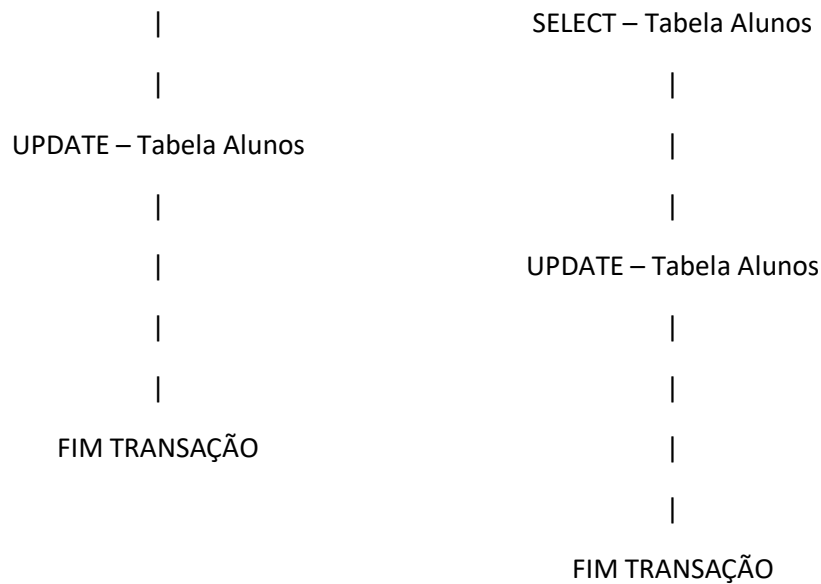 | SELECT – Tabela Alunos
| |
UPDATE – Tabela Alunos |
| |
| UPDATE – Tabela Alunos
| |
| |
FIM TRANSAÇÃO |
|
FIM TRANSAÇÃO